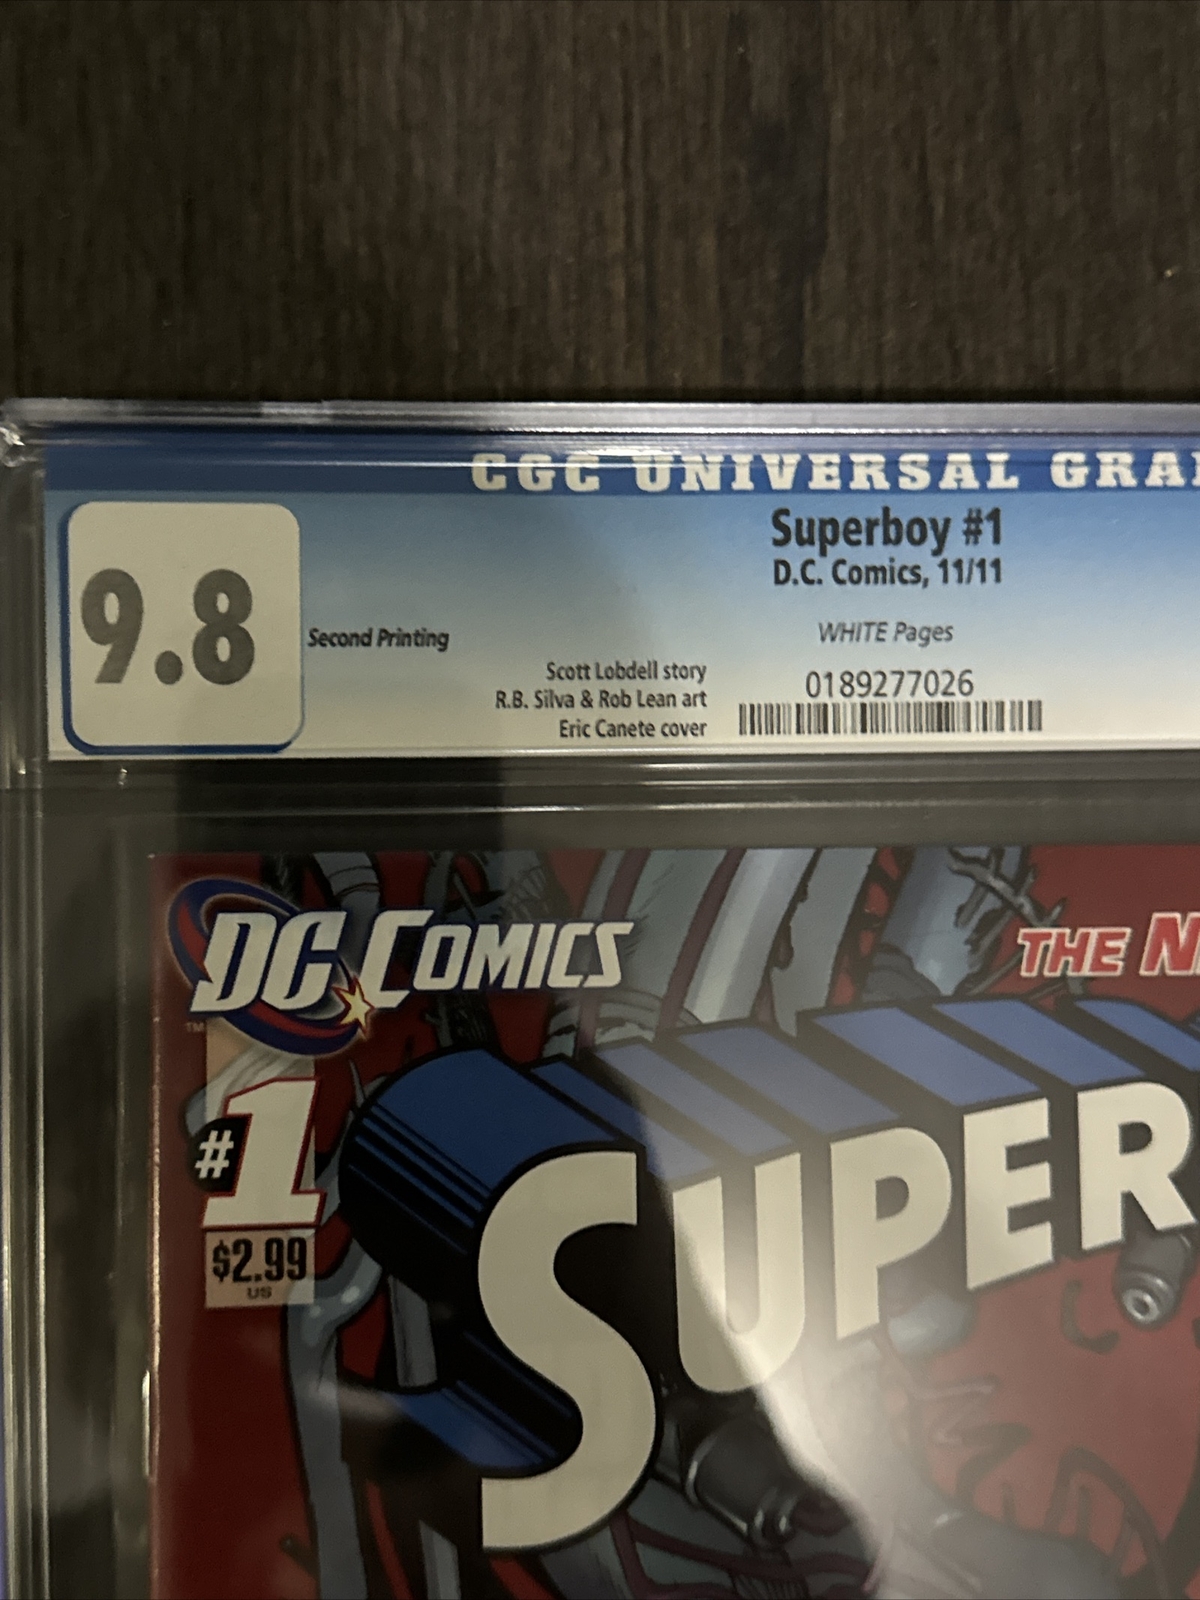 CGC UNIVERSAL GRA
Superboy #1
D.C. Comics, 11/11
9.8
Second Printing
WHITE Pages
Scott Lobdell story
R.B. Silva & Rob Lean art
Eric Canete cover
0189277026
DC COMICS
TM
THE N
#1
$2.99
US
SUPER